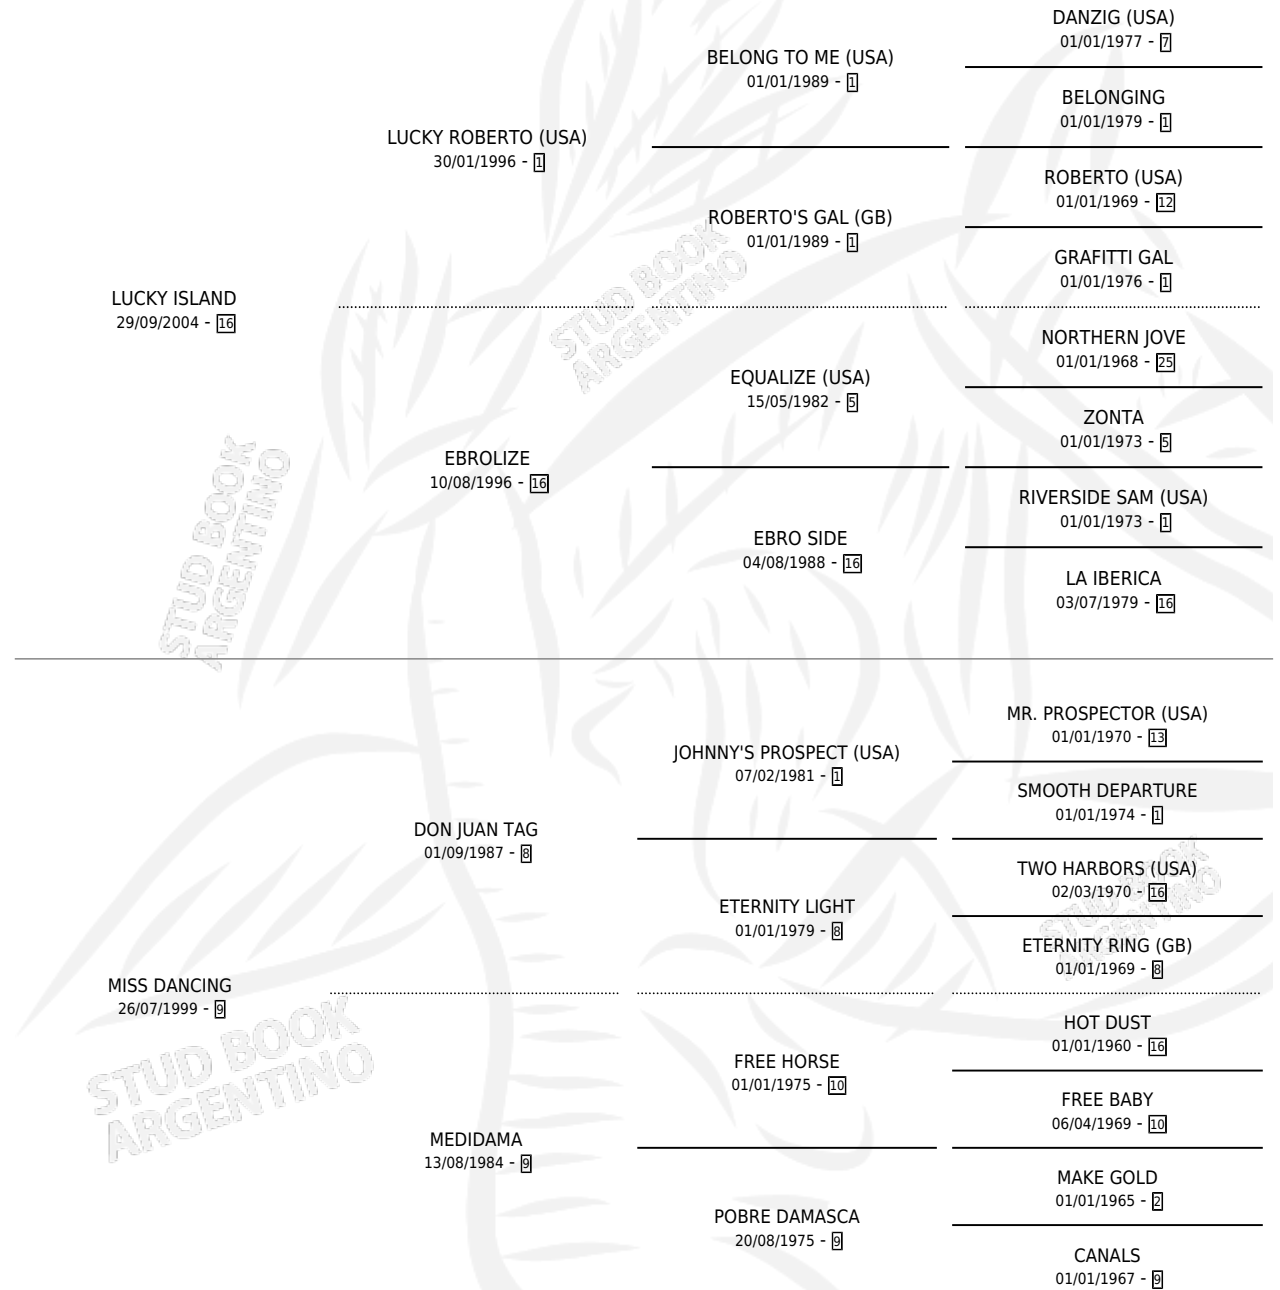 DANZIG (USA)
01/01/1977 - 7
BELONG TO ME (USA)
01/01/1989 - 1
BELONGING
01/01/1979 - 1
LUCKY ROBERTO (USA)
30/01/1996 - 1
ROBERTO (USA)
01/01/1969 - 12
ROBERTO'S GAL (GB)
01/01/1989 - 1
GRAFITTI GAL
01/01/1976 - 1
LUCKY ISLAND
29/09/2004 - 16
STUD BOOK
ARGENTINO
NORTHERN JOVE
01/01/1968 - 25
EQUALIZE (USA)
15/05/1982 - 5
ZONTA
01/01/1973 - 5
EBROLIZE
10/08/1996 - 16
RIVERSIDE SAM (USA)
01/01/1973 - 1
EBRO SIDE
04/08/1988 - 16
LA IBERICA
03/07/1979 - 16
STUD BOOK
ARGENTINO
MR. PROSPECTOR (USA)
01/01/1970 - 13
JOHNNY'S PROSPECT (USA)
07/02/1981 - 1
SMOOTH DEPARTURE
01/01/1974 - 1
DON JUAN TAG
01/09/1987 - 8
TWO HARBORS (USA)
02/03/1970 - 16
STUD BOOK
ARGENTINO
ETERNITY LIGHT
01/01/1979 - 8
ETERNITY RING (GB)
01/01/1969 - 8
MISS DANCING
26/07/1999 - 9
STUD BOOK
ARGENTINO
HOT DUST
01/01/1960 - 16
FREE HORSE
01/01/1975 - 10
FREE BABY
06/04/1969 - 10
MEDIDAMA
13/08/1984 - 9
MAKE GOLD
01/01/1965 - 2
POBRE DAMASCA
20/08/1975 - 9
CANALS
01/01/1967 - 9